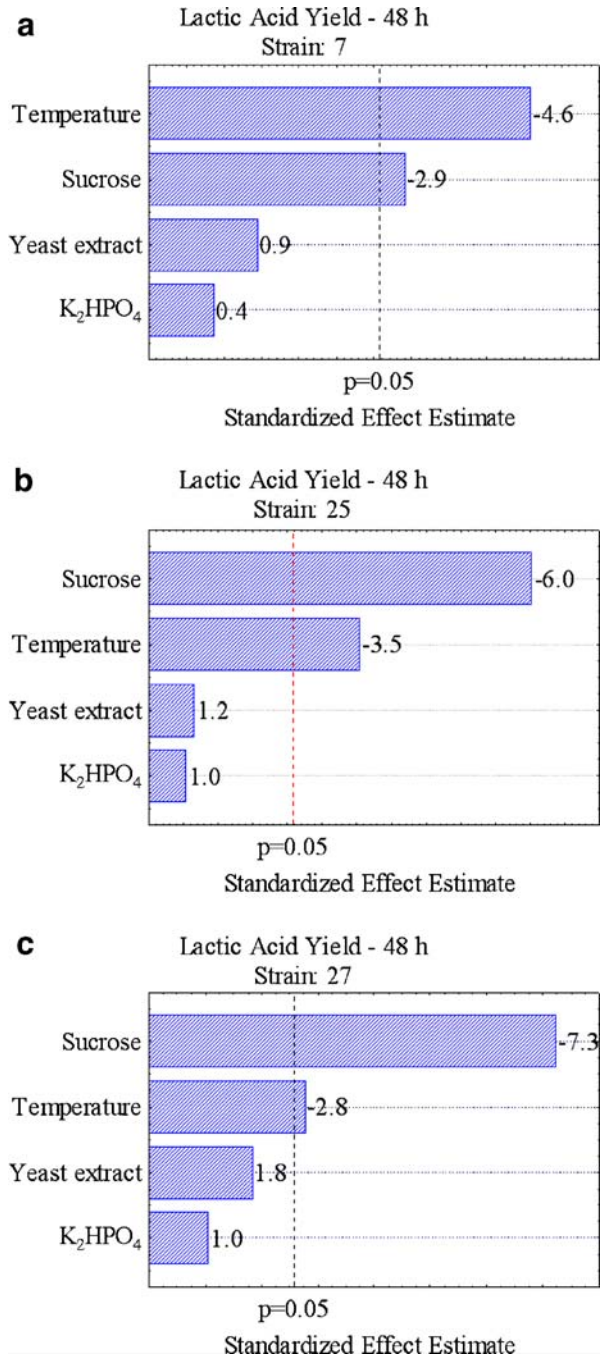 a
Lactic Acid Yield - 48 h
Strain: 7
Temperature -4.6
Sucrose -2.9
Yeast extract 0.9
K₂HPO₄ 0.4
p=0.05
Standardized Effect Estimate
b
Lactic Acid Yield - 48 h
Strain: 25
Sucrose -6.0
Temperature -3.5
Yeast extract 1.2
K₂HPO₄ 1.0
p=0.05
Standardized Effect Estimate
c
Lactic Acid Yield - 48 h
Strain: 27
Sucrose -7.3
Temperature -2.8
Yeast extract 1.8
K₂HPO₄ 1.0
p=0.05
Standardized Effect Estimate